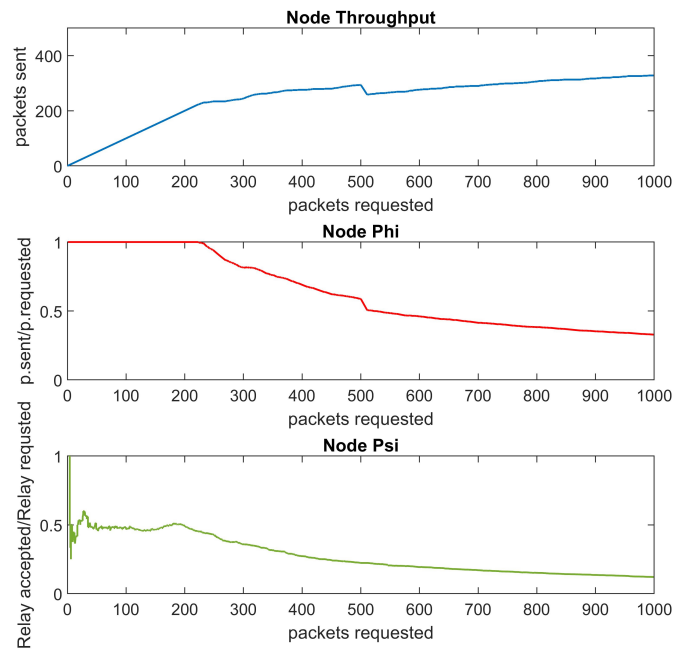 Node Throughput
packets sent
400
200
0
0 100 200 300 400 500 600 700 800 900 1000
packets requested
Node Phi
p.sent/p.requested
1
0.5
0
0 100 200 300 400 500 600 700 800 900 1000
packets requested
Node Psi
Relay accepted/Relay requsted
1
0.5
0
0 100 200 300 400 500 600 700 800 900 1000
packets requested